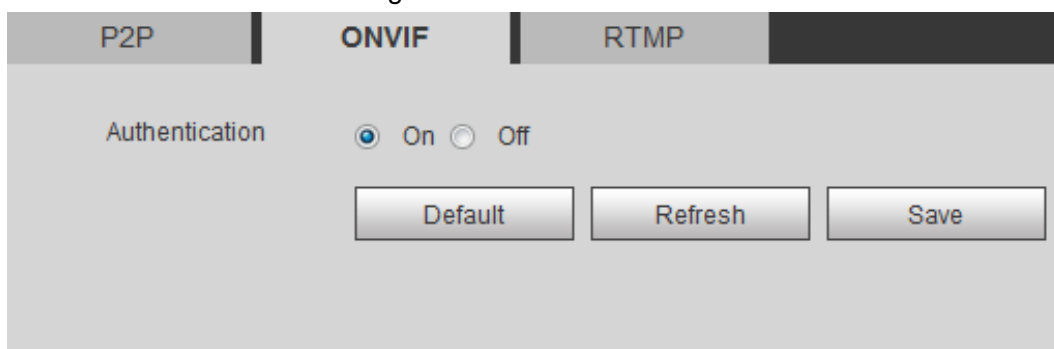 P2P ONVIF RTMP
Authentication On Off
Default Refresh Save